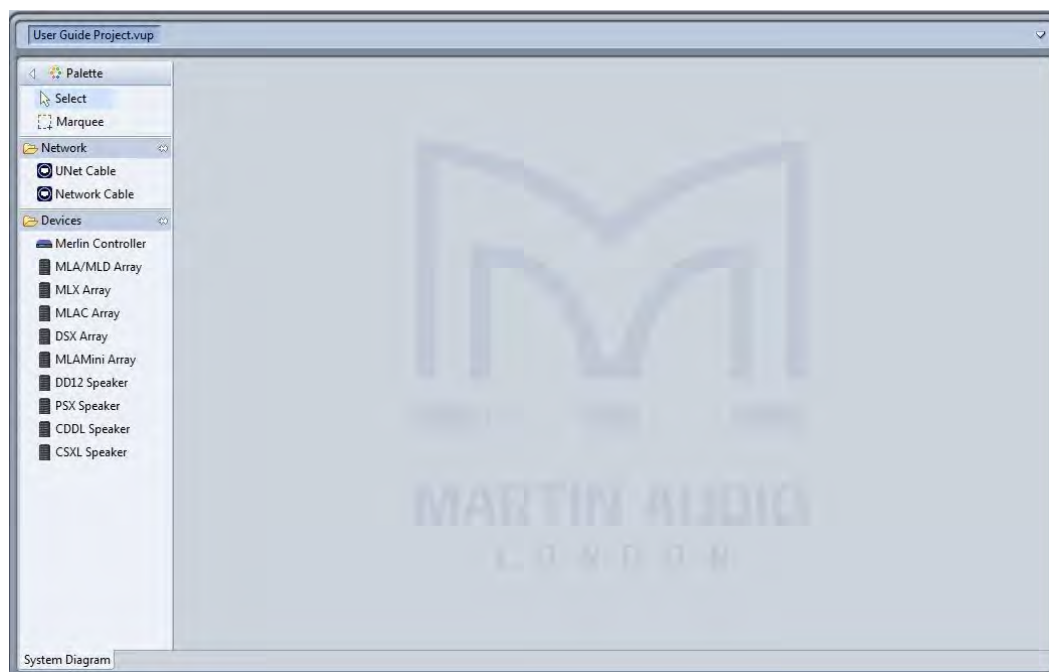 User Guide Project.vup
Palette
Select
Marquee
Network
UNet Cable
Network Cable
Devices
Merlin Controller
MLA/MLD Array
MLX Array
MLAC Array
DSX Array
MLAMini Array
DD12 Speaker
PSX Speaker
CDDL Speaker
CSXL Speaker
MARTIN AUDIO
LONDON
System Diagram